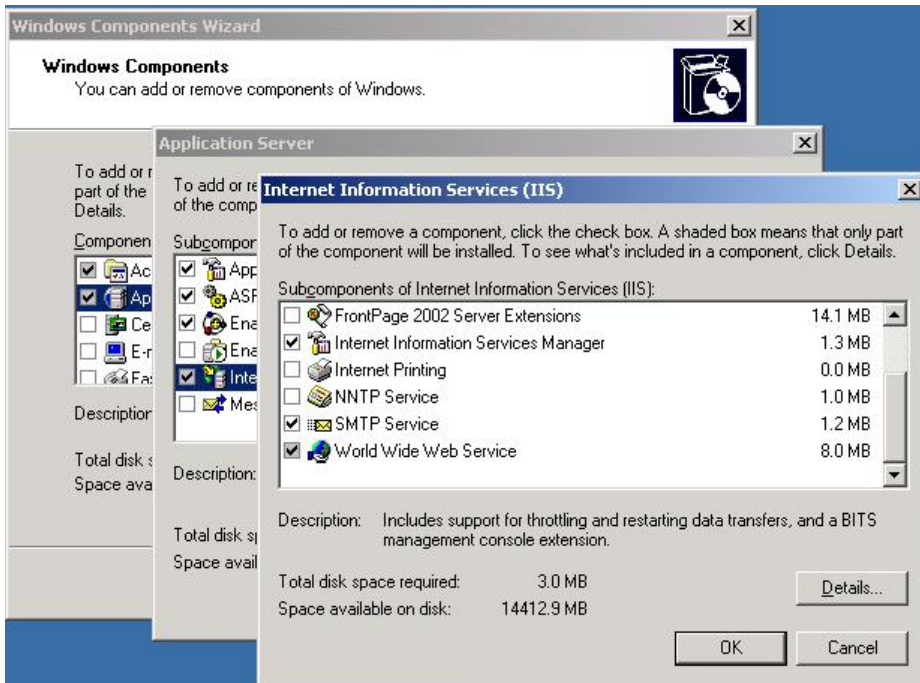 Windows Components Wizard
Windows Components
You can add or remove components of Windows.
Application Server
To add or r
part of the
Details.
To add or re
of the comp
Internet Information Services (IIS)
To add or remove a component, click the check box. A shaded box means that only part
of the component will be installed. To see what's included in a component, click Details.
Componen
Subcompor
Subcomponents of Internet Information Services (IIS):
Ac
Ap
Ce
E-r
Fa
App
ASF
Ena
Ena
Inte
Mes
FrontPage 2002 Server Extensions 14.1 MB
Internet Information Services Manager 1.3 MB
Internet Printing 0.0 MB
NNTP Service 1.0 MB
SMTP Service 1.2 MB
World Wide Web Service 8.0 MB
Description
Total disk s
Space ava
Description:
Total disk sp
Space avail
Description: Includes support for throttling and restarting data transfers, and a BITS
management console extension.
Total disk space required: 3.0 MB
Space available on disk: 14412.9 MB
Details...
OK Cancel